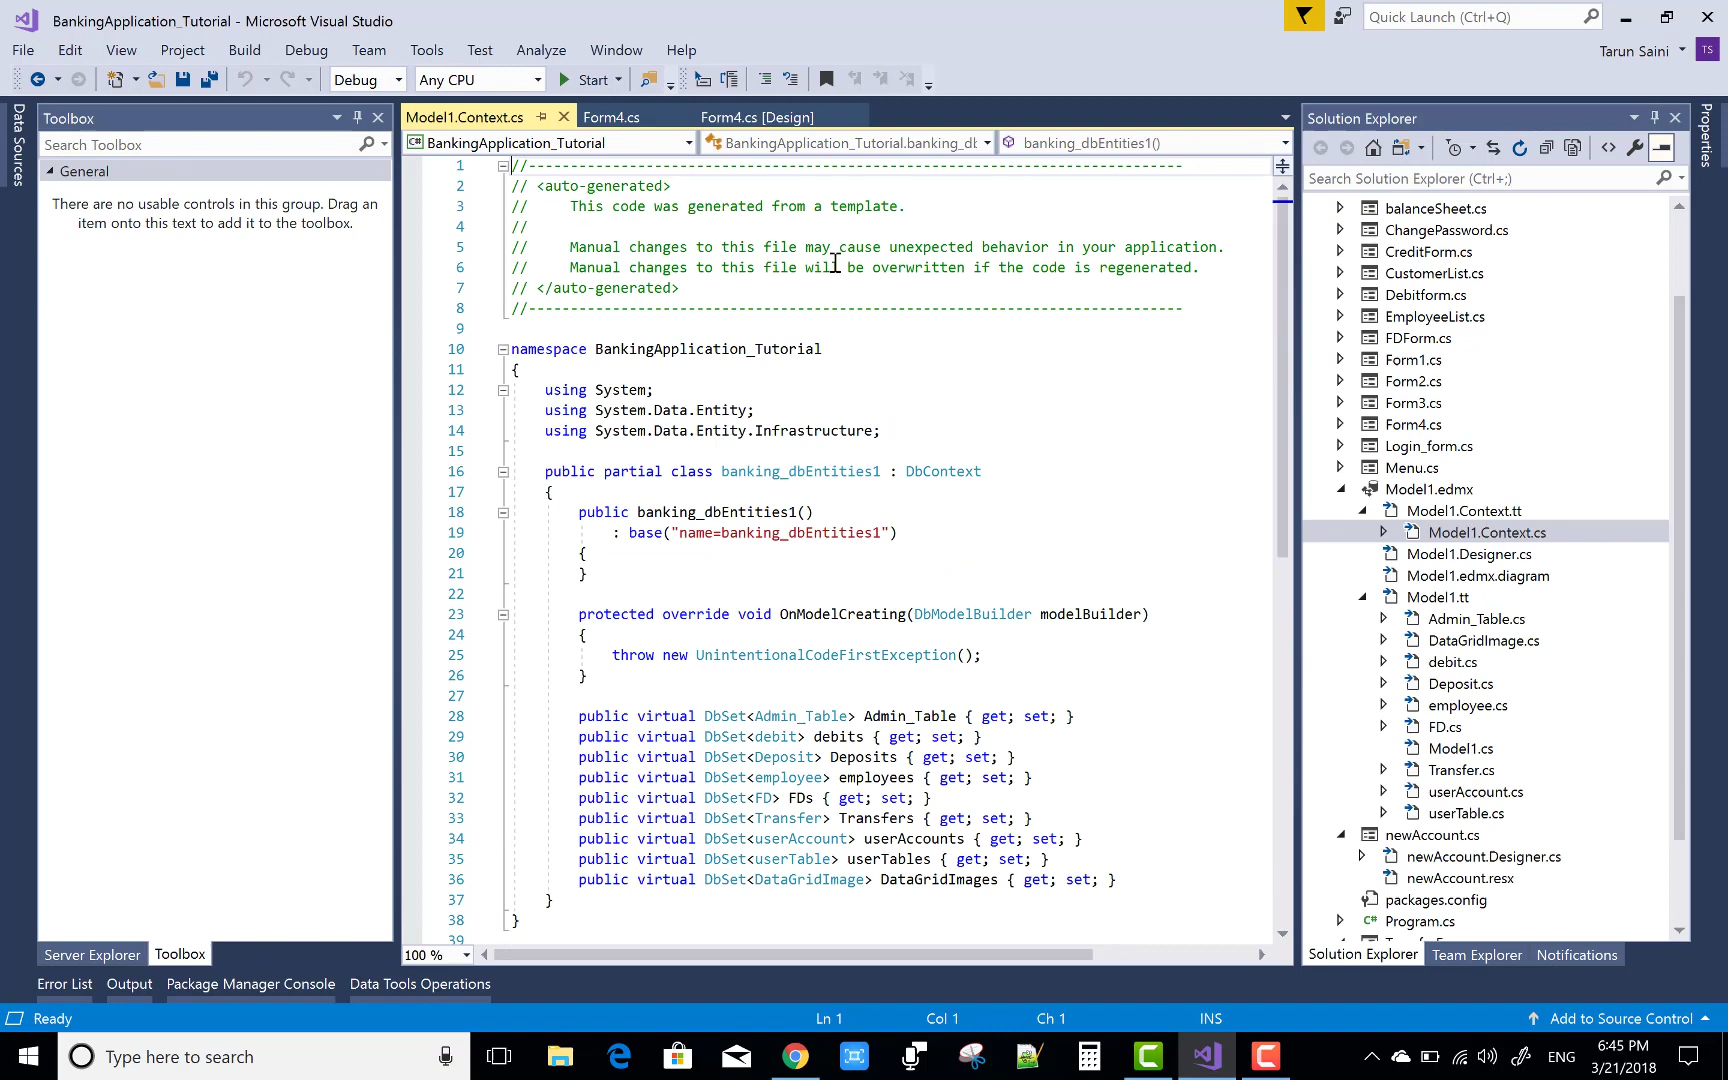 BankingApplication_Tutorial - Microsoft Visual Studio
Quick Launch (Ctrl+Q)
File Edit View Project Build Debug Team Tools Test Analyze Window Help
Tarun Saini TS
Debug Any CPU Start
Data Sources
Toolbox
Search Toolbox
General
There are no usable controls in this group. Drag an
item onto this text to add it to the toolbox.
Server Explorer Toolbox
Model1.Context.cs Form4.cs Form4.cs [Design]
C# BankingApplication_Tutorial BankingApplication_Tutorial.banking_db banking_dbEntities1()
1 //------------------------------------------------------------------------------
2 // <auto-generated>
3 // This code was generated from a template.
4 //
5 // Manual changes to this file may cause unexpected behavior in your application.
6 // Manual changes to this file will be overwritten if the code is regenerated.
7 // </auto-generated>
8 //------------------------------------------------------------------------------
9
10 namespace BankingApplication_Tutorial
11 {
12 using System;
13 using System.Data.Entity;
14 using System.Data.Entity.Infrastructure;
15
16 public partial class banking_dbEntities1 : DbContext
17 {
18 public banking_dbEntities1()
19 : base("name=banking_dbEntities1")
20 {
21 }
22
23 protected override void OnModelCreating(DbModelBuilder modelBuilder)
24 {
25 throw new UnintentionalCodeFirstException();
26 }
27
28 public virtual DbSet<Admin_Table> Admin_Table { get; set; }
29 public virtual DbSet<debit> debits { get; set; }
30 public virtual DbSet<Deposit> Deposits { get; set; }
31 public virtual DbSet<employee> employees { get; set; }
32 public virtual DbSet<FD> FDs { get; set; }
33 public virtual DbSet<Transfer> Transfers { get; set; }
34 public virtual DbSet<userAccount> userAccounts { get; set; }
35 public virtual DbSet<userTable> userTables { get; set; }
36 public virtual DbSet<DataGridImage> DataGridImages { get; set; }
37 }
38 }
39
100 %
Solution Explorer
Search Solution Explorer (Ctrl+;)
balanceSheet.cs
ChangePassword.cs
CreditForm.cs
CustomerList.cs
Debitform.cs
EmployeeList.cs
FDForm.cs
Form1.cs
Form2.cs
Form3.cs
Form4.cs
Login_form.cs
Menu.cs
Model1.edmx
Model1.Context.tt
Model1.Context.cs
Model1.Designer.cs
Model1.edmx.diagram
Model1.tt
Admin_Table.cs
DataGridImage.cs
debit.cs
Deposit.cs
employee.cs
FD.cs
Model1.cs
Transfer.cs
userAccount.cs
userTable.cs
newAccount.cs
newAccount.Designer.cs
newAccount.resx
packages.config
C# Program.cs
Solution Explorer Team Explorer Notifications
Properties
Error List Output Package Manager Console Data Tools Operations
Ready Ln 1 Col 1 Ch 1 INS Add to Source Control
Type here to search
ENG
6:45 PM
3/21/2018